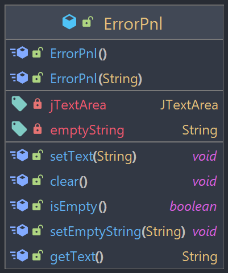 ErrorPnl
ErrorPnl()
ErrorPnl(String)
jTextArea JTextArea
emptyString String
setText(String) void
clear() void
isEmpty() boolean
setEmptyString(String) void
getText() String